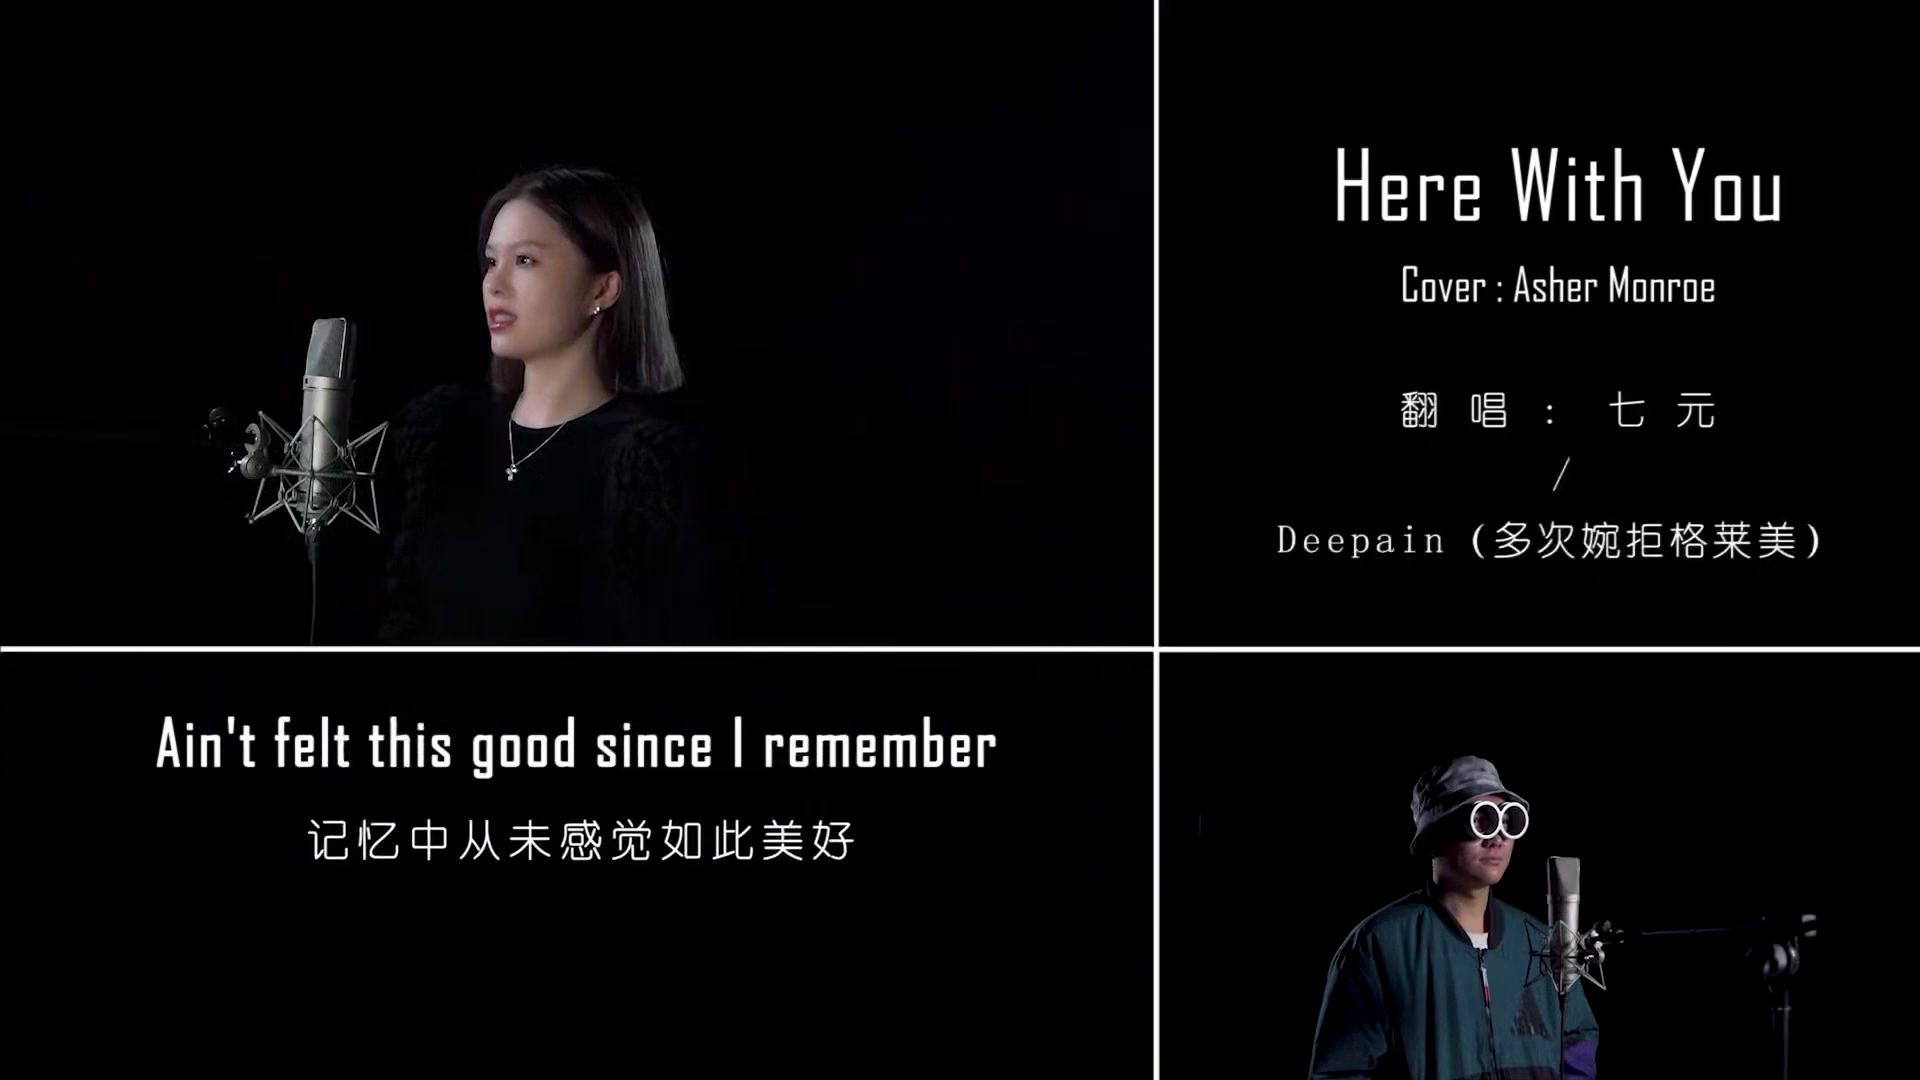 Here With You
Cover : Asher Monroe
翻唱： 七元
/
Deepain (多次婉拒格莱美)
Ain't felt this good since I remember
记忆中从未感觉如此美好